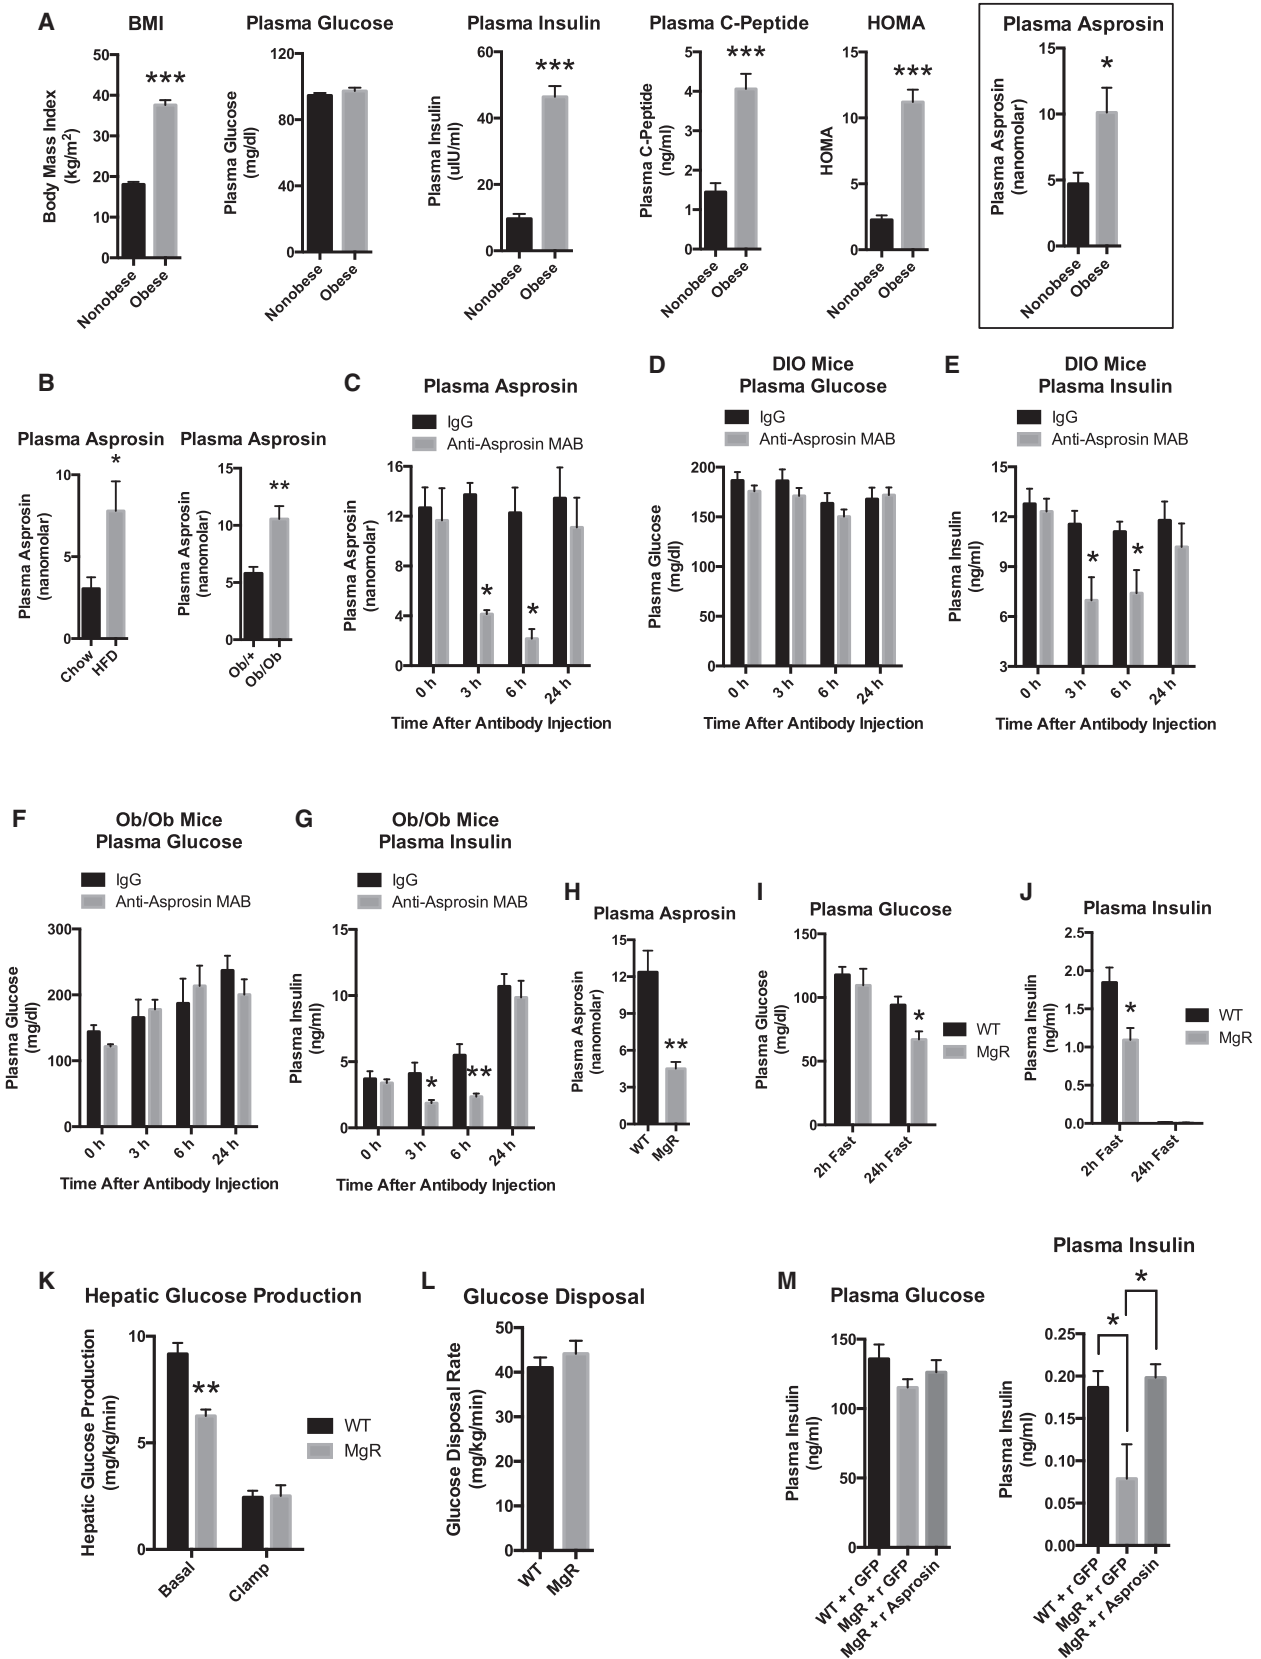 A
BMI
Body Mass Index
(kg/m2)
50
40
30
20
10
0
***
Nonobese
Obese
Plasma Glucose
Plasma Glucose
(mg/dl)
120
80
40
0
Nonobese
Obese
Plasma Insulin
Plasma Insulin
(uIU/ml)
60
40
20
0
***
Nonobese
Obese
Plasma C-Peptide
Plasma C-Peptide
(ng/ml)
5
4
3
2
1
0
***
Nonobese
Obese
HOMA
HOMA
15
10
5
0
***
Nonobese
Obese
Plasma Asprosin
Plasma Asprosin
(nanomolar)
15
10
5
0
*
Nonobese
Obese
B
Plasma Asprosin
Plasma Asprosin
(nanomolar)
10
5
0
*
Chow
HFD
Plasma Asprosin
Plasma Asprosin
(nanomolar)
15
10
5
0
**
Ob/+
Ob/Ob
C
Plasma Asprosin
IgG
Anti-Asprosin MAB
Plasma Asprosin
(nanomolar)
16
12
8
4
0
*
*
0 h
3 h
6 h
24 h
Time After Antibody Injection
D
DIO Mice
Plasma Glucose
IgG
Anti-Asprosin MAB
Plasma Glucose
(mg/dl)
200
150
100
50
0
0 h
3 h
6 h
24 h
Time After Antibody Injection
E
DIO Mice
Plasma Insulin
IgG
Anti-Asprosin MAB
Plasma Insulin
(ng/ml)
15
12
9
6
3
*
*
0 h
3 h
6 h
24 h
Time After Antibody Injection
F
Ob/Ob Mice
Plasma Glucose
IgG
Anti-Asprosin MAB
Plasma Glucose
(mg/dl)
300
200
100
0
0 h
3 h
6 h
24 h
Time After Antibody Injection
G
Ob/Ob Mice
Plasma Insulin
IgG
Anti-Asprosin MAB
Plasma Insulin
(ng/ml)
15
10
5
0
*
**
0 h
3 h
6 h
24 h
Time After Antibody Injection
H
Plasma Asprosin
Plasma Asprosin
(nanomolar)
15
12
9
6
3
0
**
WT
MgR
I
Plasma Glucose
Plasma Glucose
(mg/dl)
150
100
50
0
*
WT
MgR
2h Fast
24h Fast
J
Plasma Insulin
Plasma Insulin
(ng/ml)
2.5
2.0
1.5
1.0
0.5
0.0
*
WT
MgR
2h Fast
24h Fast
K
Hepatic Glucose Production
Hepatic Glucose Production
(mg/kg/min)
10
5
0
**
WT
MgR
Basal
Clamp
L
Glucose Disposal
Glucose Disposal Rate
(mg/kg/min)
50
40
30
20
10
0
WT
MgR
M
Plasma Glucose
Plasma Insulin
(ng/ml)
150
100
50
0
WT + r GFP
MgR + r GFP
MgR + r Asprosin
Plasma Insulin
Plasma Insulin
(ng/ml)
0.25
0.20
0.15
0.10
0.05
0.00
*
*
WT + r GFP
MgR + r GFP
MgR + r Asprosin